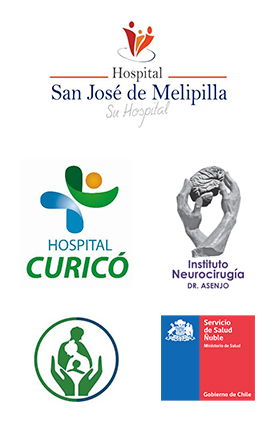 Hospital
San José de Melipilla
Su Hospital
HOSPITAL
CURICÓ
Instituto
Neurocirugía
DR. ASENJO
Servicio
de Salud
Ñuble
Ministerio de Salud
Gobierno de Chile